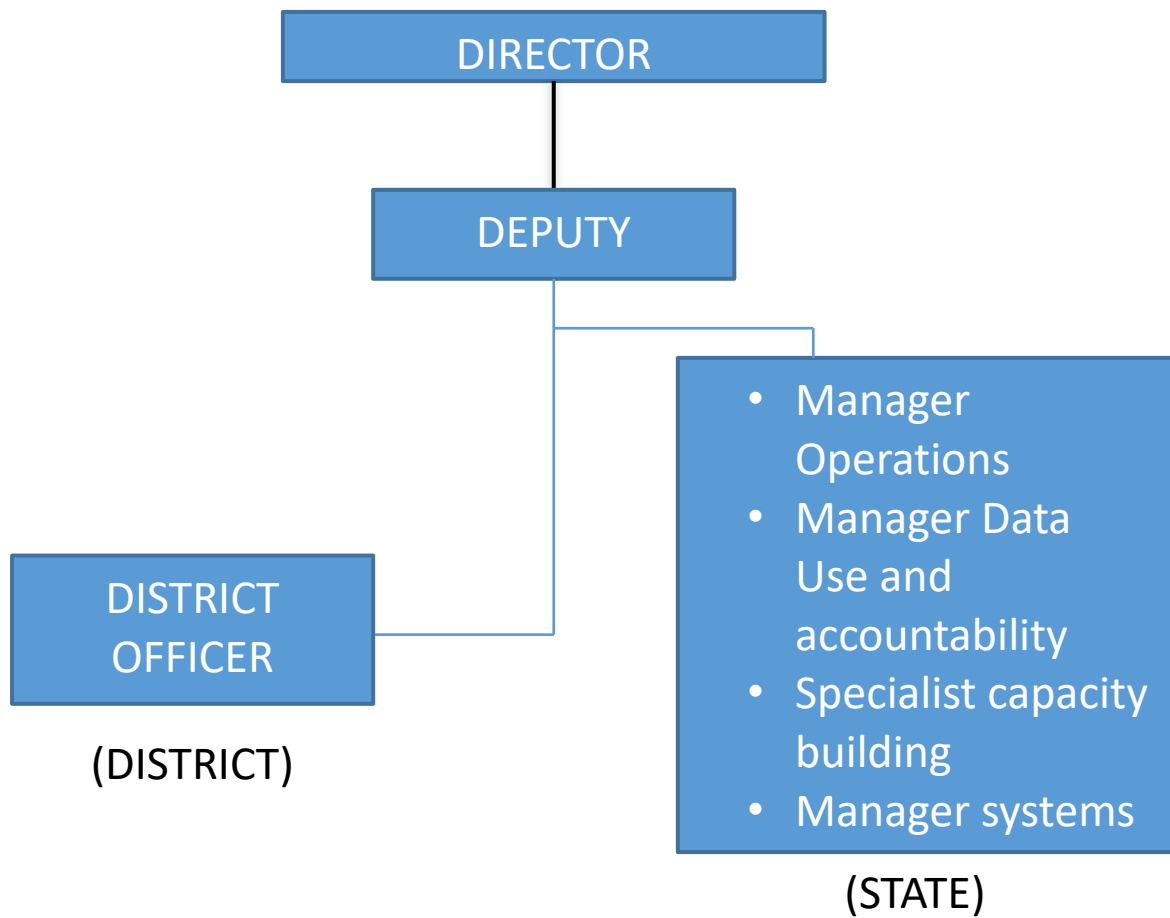 DIRECTOR
DEPUTY
DISTRICT
OFFICER
(DISTRICT)
• Manager
Operations
• Manager Data
Use and
accountability
• Specialist capacity
building
• Manager systems
(STATE)